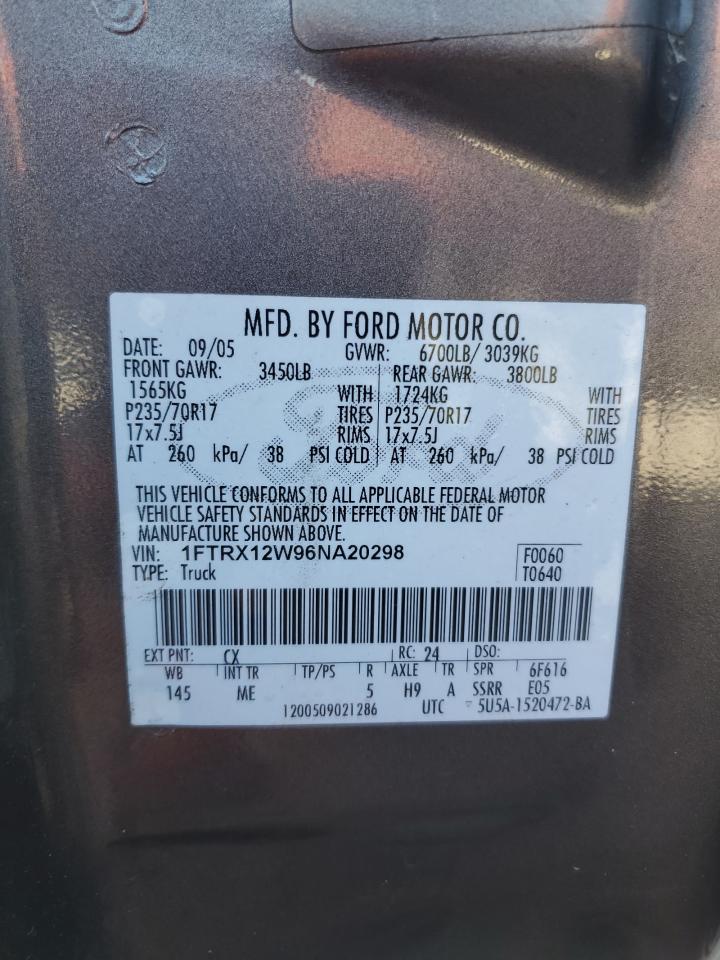 MFD. BY FORD MOTOR CO.
DATE: 09/05 GVWR: 6700LB/ 3039KG
FRONT GAWR: 3450LB REAR GAWR: 3800LB
1565KG WITH 1724KG WITH
P235/70R17 TIRES P235/70R17 TIRES
17x7.5J RIMS 17x7.5J RIMS
AT 260 kPa/ 38 PSI COLD AT 260 kPa/ 38 PSI COLD
Ford
THIS VEHICLE CONFORMS TO ALL APPLICABLE FEDERAL MOTOR
VEHICLE SAFETY STANDARDS IN EFFECT ON THE DATE OF
MANUFACTURE SHOWN ABOVE.
VIN: 1FTRX12W96NA20298 F0060
TYPE: Truck T0640
EXT PNT: CX RC: 24 DSO:
WB INT TR TP/PS R AXLE TR SPR 6F616
145 ME 5 H9 A SSRR E05
1200509021286 UTC 5U5A-1520472-BA